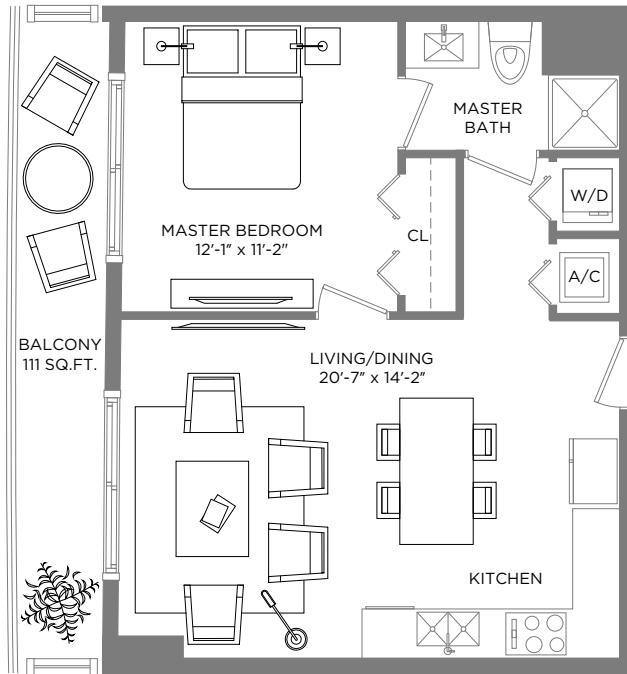 MASTER
BATH
W/D
MASTER BEDROOM
12'-1" x 11'-2"
CL
A/C
BALCONY
111 SQ.FT.
LIVING/DINING
20'-7" x 14'-2"
KITCHEN